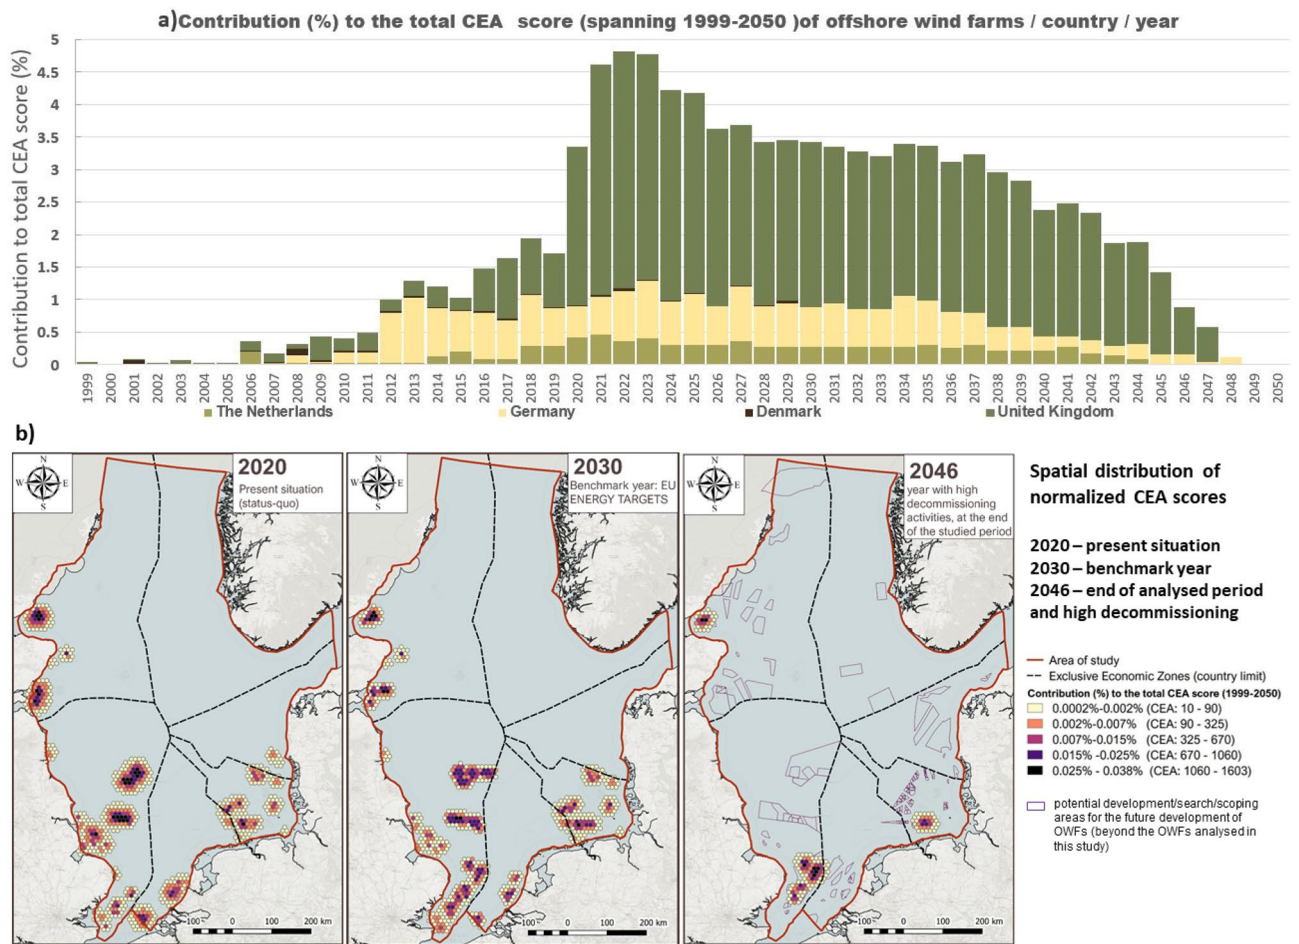 a)Contribution (%) to the total CEA score (spanning 1999-2050 )of offshore wind farms / country / year
Contribution to total CEA score (%)
5
4.5
4
3.5
3
2.5
2
1.5
1
0.5
0
1999 2000 2001 2002 2003 2004 2005 2006 2007 2008 2009 2010 2011 2012 2013 2014 2015 2016 2017 2018 2019 2020 2021 2022 2023 2024 2025 2026 2027 2028 2029 2030 2031 2032 2033 2034 2035 2036 2037 2038 2039 2040 2041 2042 2043 2044 2045 2046 2047 2048 2049 2050
The Netherlands Germany Denmark United Kingdom
b)
N
W E
S
2020
Present situation
(status-quo)
100 0 100 200 km
N
W E
S
2030
Benchmark year: EU
ENERGY TARGETS
100 0 100 200 km
N
W E
S
2046
year with high
decommissioning
activities, at the end
of the studied period
100 0 100 200 km
Spatial distribution of
normalized CEA scores
2020 – present situation
2030 – benchmark year
2046 – end of analysed period
and high decommissioning
Area of study
Exclusive Economic Zones (country limit)
Contribution (%) to the total CEA score (1999-2050)
0.0002%-0.002% (CEA: 10 - 90)
0.002%-0.007% (CEA: 90 - 325)
0.007%-0.015% (CEA: 325 - 670)
0.015% -0.025% (CEA: 670 - 1060)
0.025% - 0.038% (CEA: 1060 - 1603)
potential development/search/scoping
areas for the future development of
OWFs (beyond the OWFs analysed in
this study)